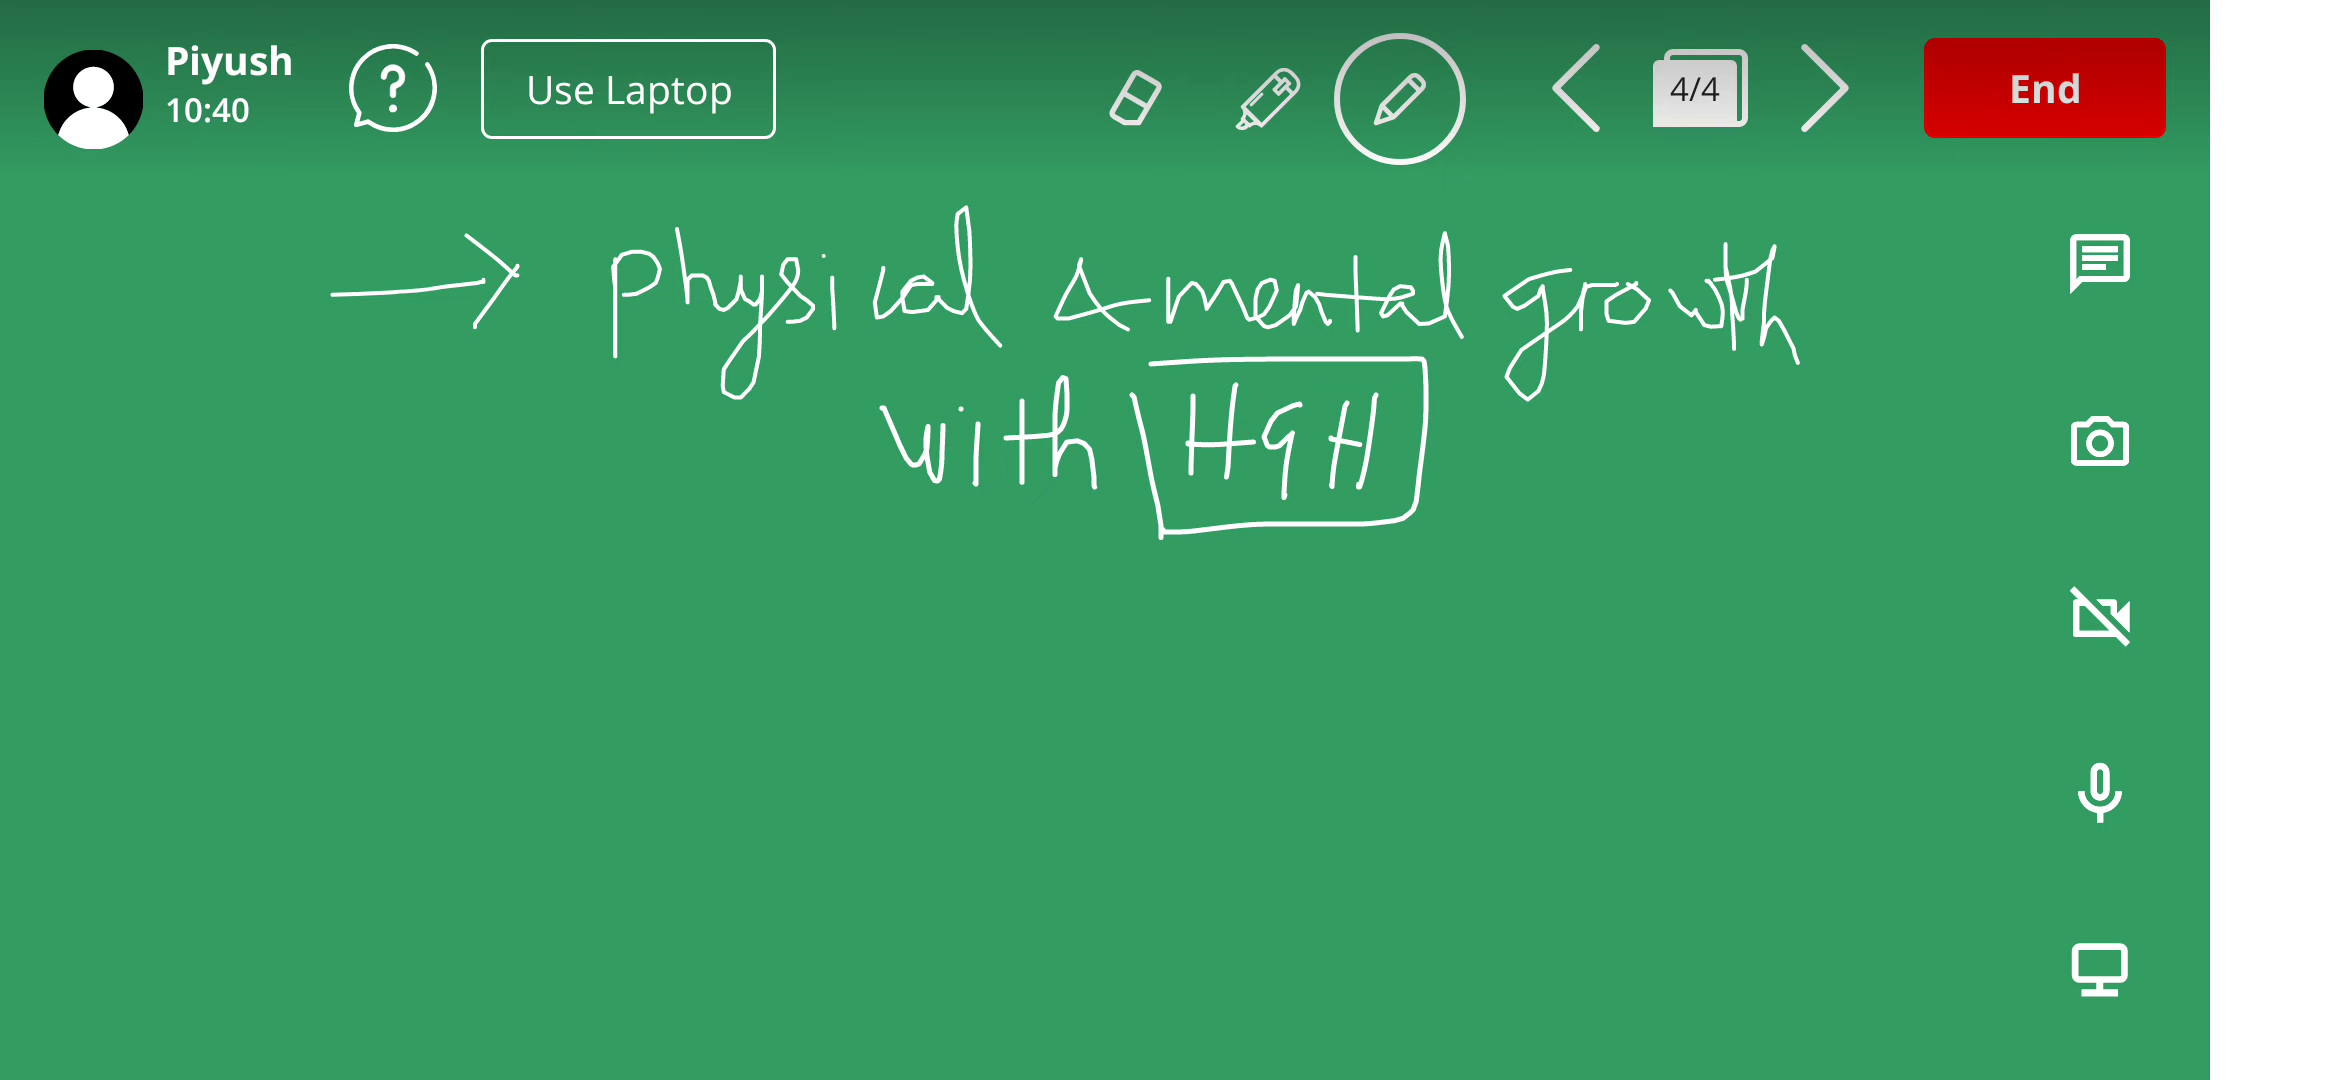 Piyush
10:40
?
Use Laptop
4/4
End
→ Physical & mental growth
with HGH